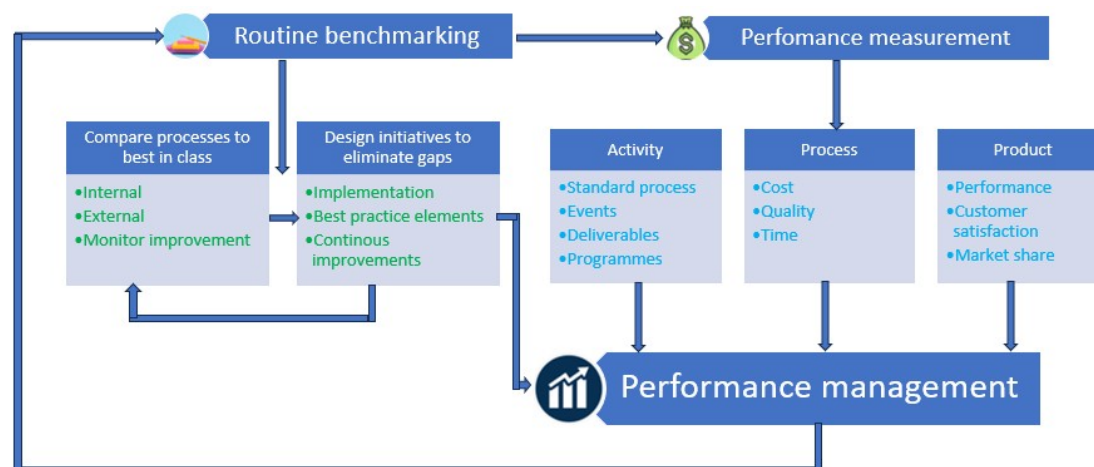 Routine benchmarking
Perfomance measurement
Compare processes to
best in class
•Internal
•External
•Monitor improvement
Design initiatives to
eliminate gaps
•Implementation
•Best practice elements
•Continous
improvements
Activity
•Standard process
•Events
•Deliverables
•Programmes
Process
•Cost
•Quality
•Time
Product
•Performance
•Customer
satisfaction
•Market share
Performance management